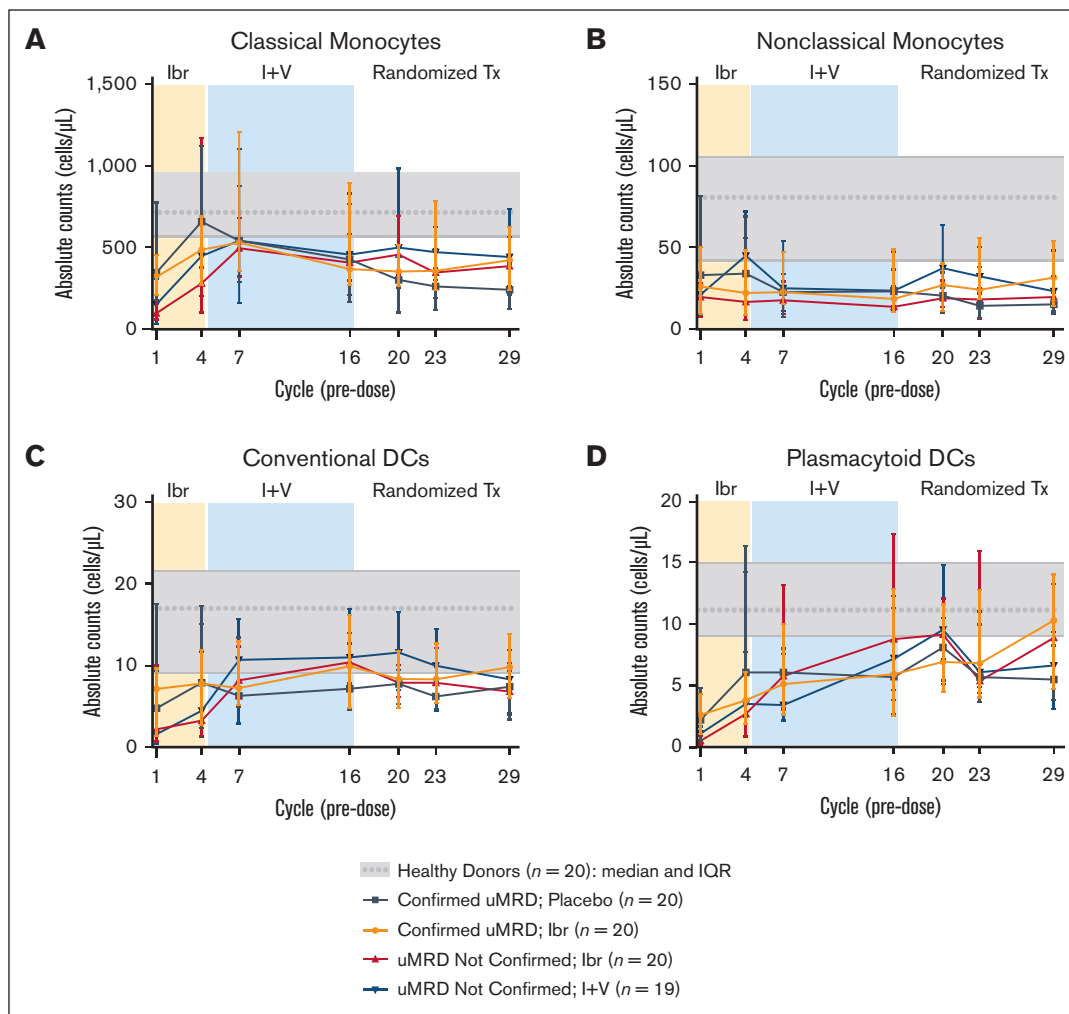 A Classical Monocytes
Ibr I+V Randomized Tx
Absolute counts (cells/μL)
1,500
1,000
500
0
1 4 7 16 20 23 29
Cycle (pre-dose)
B Nonclassical Monocytes
Ibr I+V Randomized Tx
Absolute counts (cells/μL)
150
100
50
0
1 4 7 16 20 23 29
Cycle (pre-dose)
C Conventional DCs
Ibr I+V Randomized Tx
Absolute counts (cells/μL)
30
20
10
0
1 4 7 16 20 23 29
Cycle (pre-dose)
D Plasmacytoid DCs
Ibr I+V Randomized Tx
Absolute counts (cells/μL)
20
15
10
5
0
1 4 7 16 20 23 29
Cycle (pre-dose)
Healthy Donors (n = 20): median and IQR
Confirmed uMRD; Placebo (n = 20)
Confirmed uMRD; Ibr (n = 20)
uMRD Not Confirmed; Ibr (n = 20)
uMRD Not Confirmed; I+V (n = 19)